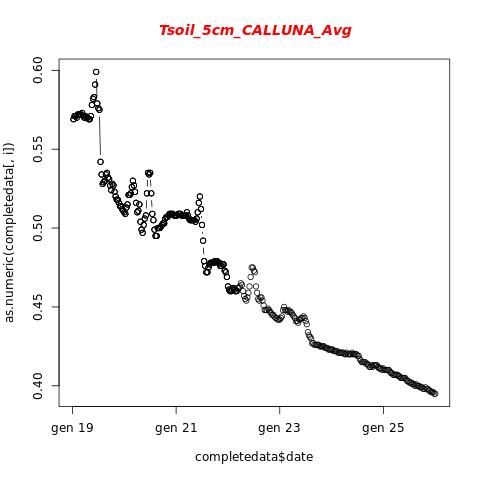 Tsoil_5cm_CALLUNA_Avg
0.60
0.55
0.50
0.45
0.40
as.numeric(completedata[, i])
gen 19
gen 21
gen 23
gen 25
completedata$date